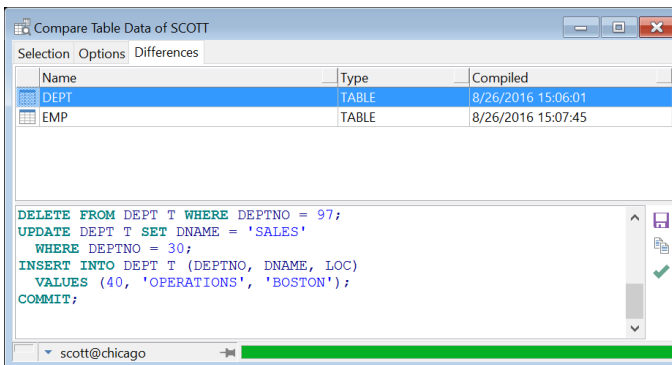 Compare Table Data of SCOTT
Selection Options Differences
Name Type Compiled
DEPT TABLE 8/26/2016 15:06:01
EMP TABLE 8/26/2016 15:07:45
DELETE FROM DEPT T WHERE DEPTNO = 97;
UPDATE DEPT T SET DNAME = 'SALES'
WHERE DEPTNO = 30;
INSERT INTO DEPT T (DEPTNO, DNAME, LOC)
VALUES (40, 'OPERATIONS', 'BOSTON');
COMMIT;
scott@chicago